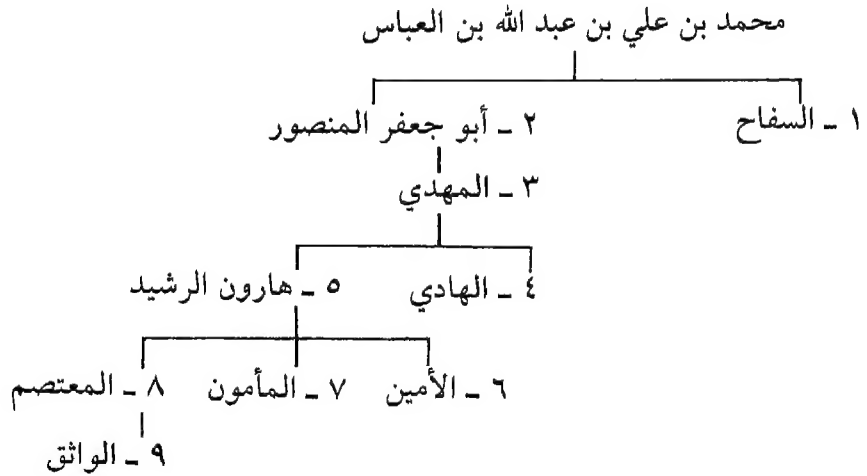 محمد بن علي بن عبد الله بن العباس
١ ـ السفاح
٢ ـ أبو جعفر المنصور
٣ ـ المهدي
٤ ـ الهادي
٥ ـ هارون الرشيد
٦ ـ الأمين
٧ ـ المأمون
٨ ـ المعتصم
٩ ـ الواثق